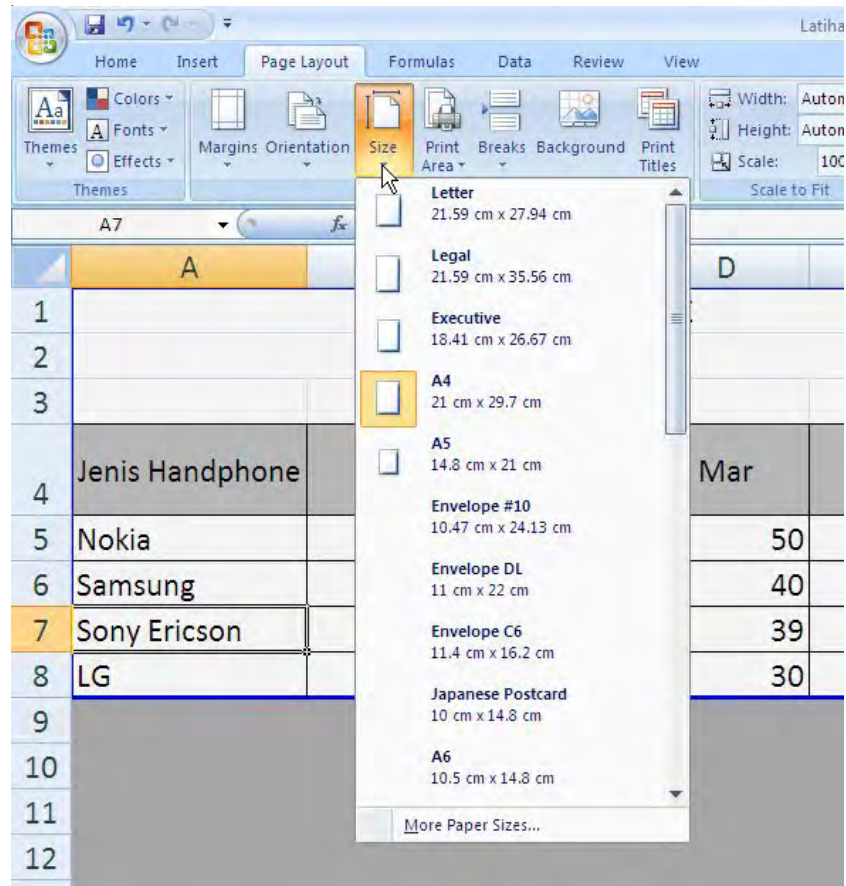 Latiha
Home Insert Page Layout Formulas Data Review View
Aa Colors
A Fonts
Effects
Themes
Margins Orientation Size Print Area Breaks Background Print Titles
Width: Autom
Height: Autom
Scale: 100
Themes Scale to Fit
A7 fx
A D
1
2
3
4 Jenis Handphone Mar
5 Nokia 50
6 Samsung 40
7 Sony Ericson 39
8 LG 30
9
10
11
12
Letter
21.59 cm x 27.94 cm
Legal
21.59 cm x 35.56 cm
Executive
18.41 cm x 26.67 cm
A4
21 cm x 29.7 cm
A5
14.8 cm x 21 cm
Envelope #10
10.47 cm x 24.13 cm
Envelope DL
11 cm x 22 cm
Envelope C6
11.4 cm x 16.2 cm
Japanese Postcard
10 cm x 14.8 cm
A6
10.5 cm x 14.8 cm
More Paper Sizes...